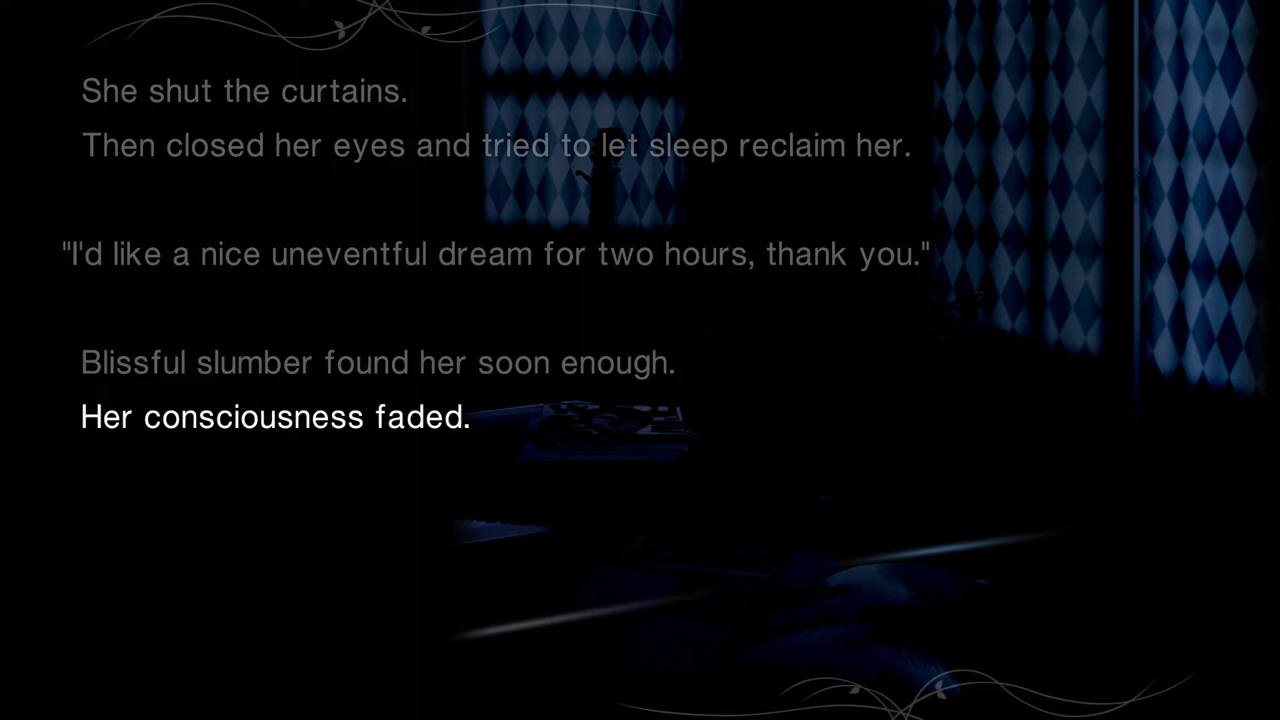 She shut the curtains.
Then closed her eyes and tried to let sleep reclaim her.
"I'd like a nice uneventful dream for two hours, thank you."
Blissful slumber found her soon enough.
Her consciousness faded.